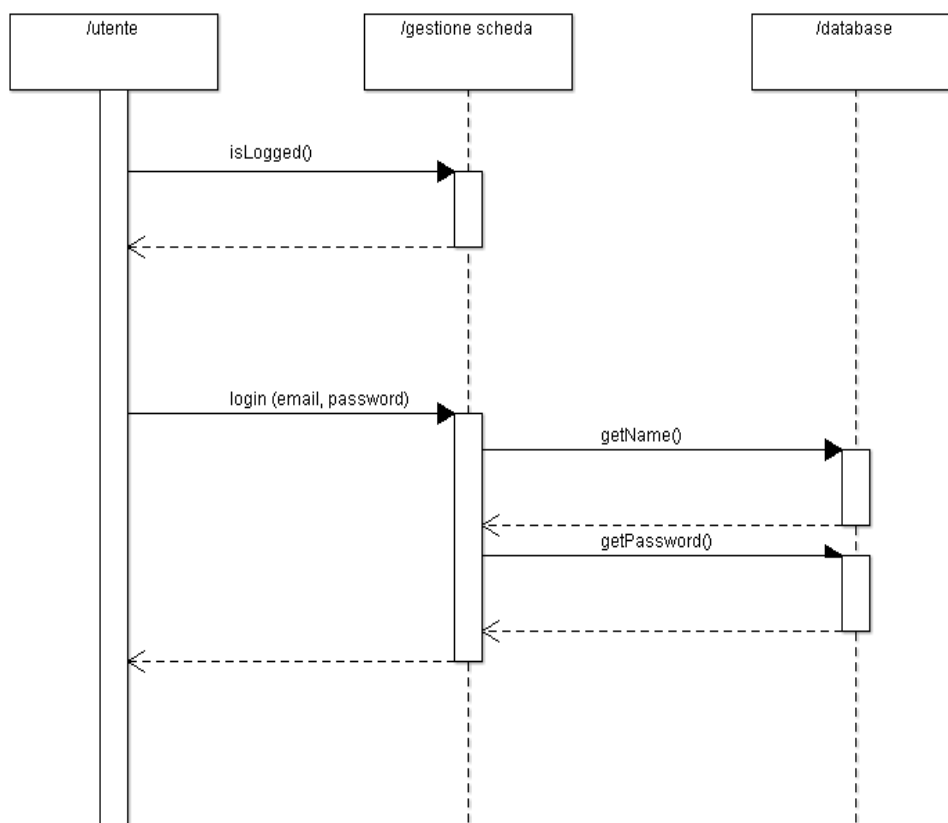 /utente
/gestione scheda
/database
isLogged()
login (email, password)
getName()
getPassword()